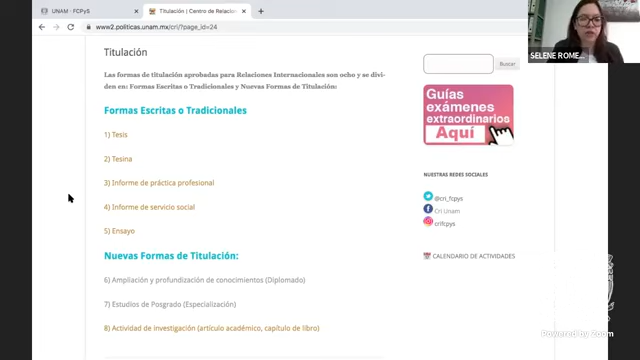 UNAM :: FCPyS
Titulación | Centro de Relacio
www2.politicas.unam.mx/cri/?page_id=24
SELENE ROME...
Titulación
Las formas de titulación aprobadas para Relaciones Internacionales son ocho y se divi-
den en: Formas Escritas o Tradicionales y Nuevas Formas de Titulación:
Formas Escritas o Tradicionales
1) Tesis
2) Tesina
3) Informe de práctica profesional
4) Informe de servicio social
5) Ensayo
Nuevas Formas de Titulación:
6) Ampliación y profundización de conocimientos (Diplomado)
7) Estudios de Posgrado (Especialización)
8) Actividad de investigación (artículo académico, capítulo de libro)
Buscar
Guías
exámenes
extraordinarios
Aquí
NUESTRAS REDES SOCIALES
@cri_fcpys
Cri Unam
crifcpys
CALENDARIO DE ACTIVIDADES
Powered by Zoom